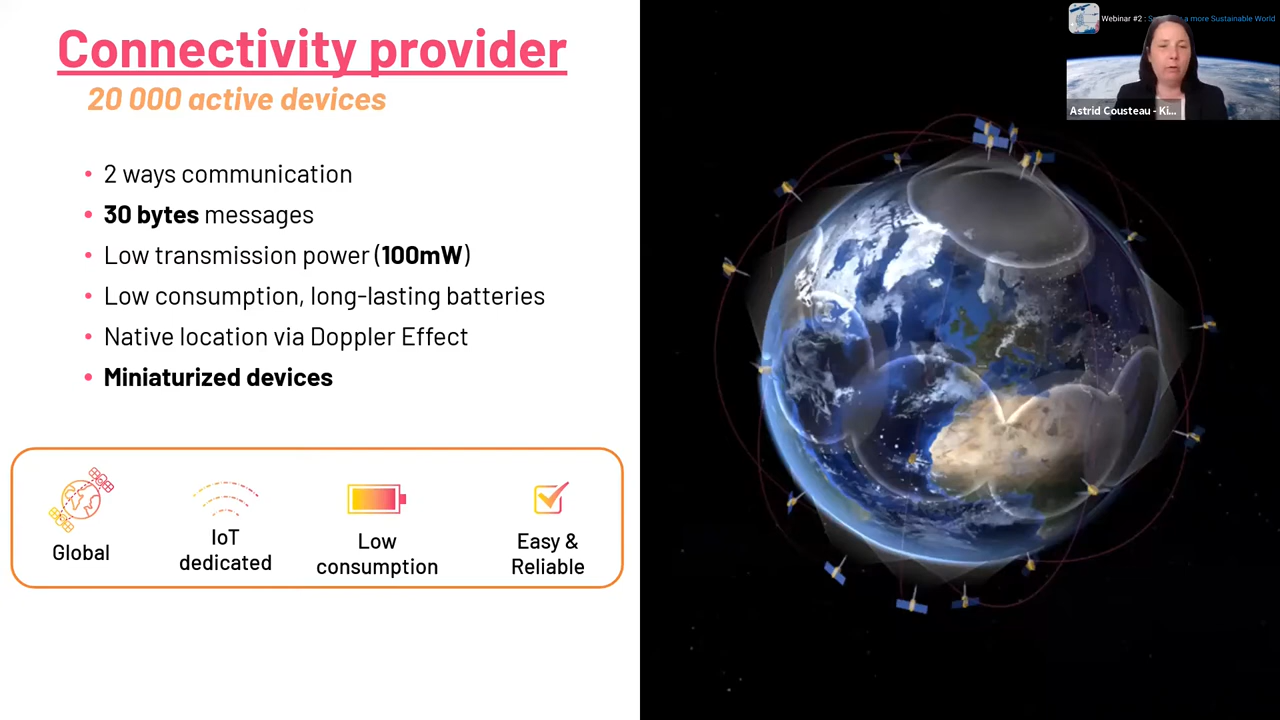 Connectivity provider
20 000 active devices
• 2 ways communication
• 30 bytes messages
• Low transmission power (100mW)
• Low consumption, long-lasting batteries
• Native location via Doppler Effect
• Miniaturized devices
Global
IoT
dedicated
Low
consumption
Easy &
Reliable
Webinar #2 : a more Sustainable World
Astrid Cousteau - Ki...